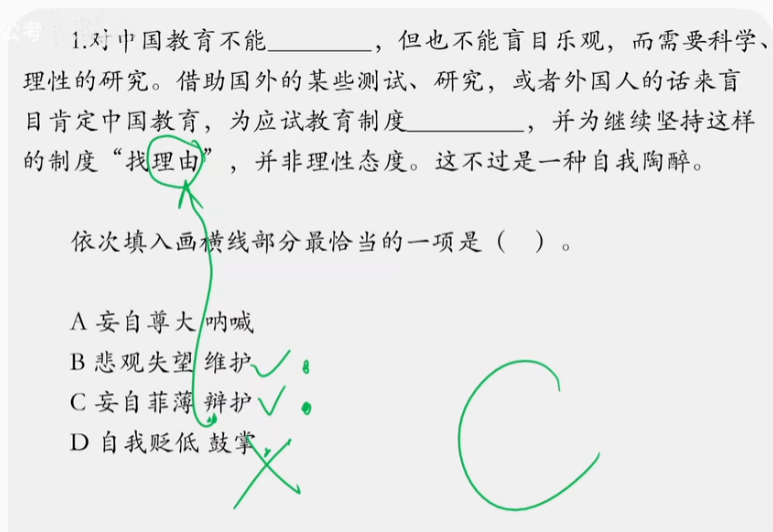 公考
1.对中国教育不能________，但也不能盲目乐观，而需要科学、
理性的研究。借助国外的某些测试、研究，或者外国人的话来盲
目肯定中国教育，为应试教育制度________，并为继续坚持这样
的制度“找理由”，并非理性态度。这不过是一种自我陶醉。
依次填入画横线部分最恰当的一项是（ ）。
A 妄自尊大 呐喊
B 悲观失望 维护
C 妄自菲薄 辩护
D 自我贬低 鼓掌
C